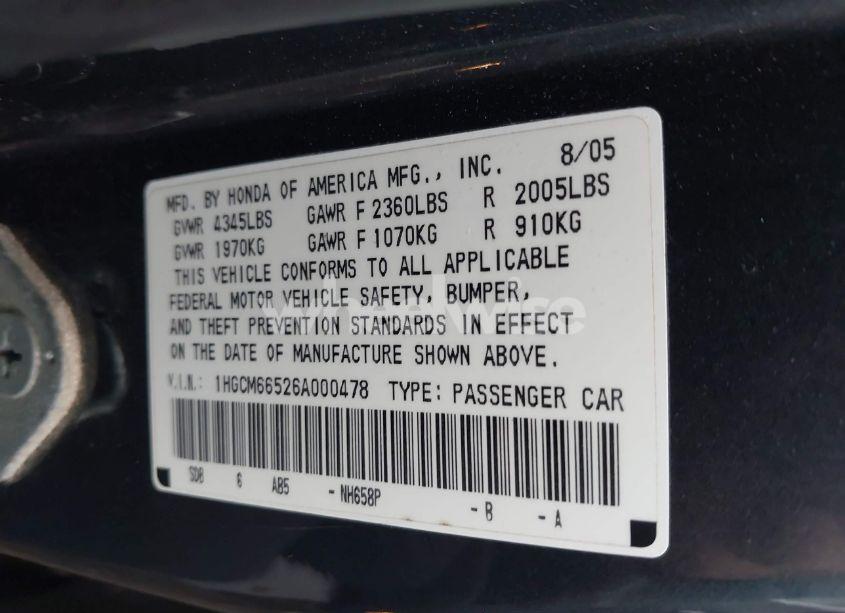 MFD. BY HONDA OF AMERICA MFG., INC. 8/05
GVWR 4345LBS GAWR F 2360LBS R 2005LBS
GVWR 1970KG GAWR F 1070KG R 910KG
THIS VEHICLE CONFORMS TO ALL APPLICABLE
FEDERAL MOTOR VEHICLE SAFETY, BUMPER,
AND THEFT PREVENTION STANDARDS IN EFFECT
ON THE DATE OF MANUFACTURE SHOWN ABOVE.
V.I.N.: 1HGCM66526A000478 TYPE: PASSENGER CAR
SDB 6 AB5 - NH658P - B - A
wheelwise